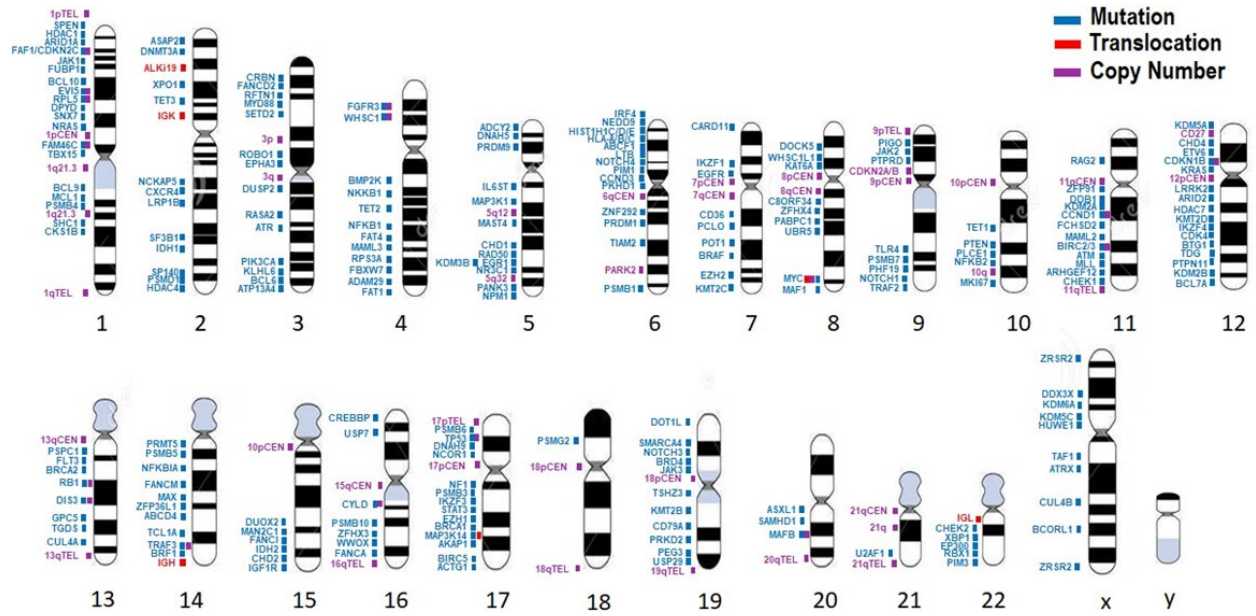 Mutation
Translocation
Copy Number
1pTEL
SPEN
HDAC1
ARID1A
FAF1/CDKN2C
JAK1
FUBP1
BCL10
EVI5
RPL5
DPYD
SNX7
NRAS
1pCEN
FAM46C
TBX15
1q21.3
BCL9
MCL1
PSMB4
1q21.3
SHC1
CKS1B
1qTEL
1
ASAP2
DNMT3A
ALKi19
XPO1
TET3
IGK
NCKAP5
CXCR4
LRP1B
SF3B1
IDH1
SP140
PSMD1
HDAC4
2
CRBN
FANCD2
RFTN1
MYD88
SETD2
3p
ROBO1
EPHA3
3q
DUSP2
RASA2
ATR
PIK3CA
KLHL6
BCL6
ATP13A4
3
FGFR3
WHSC1
BMP2K
NKKB1
TET2
NFKB1
FAT4
MAML3
RPS3A
FBXW7
ADAM29
FAT1
4
ADCY2
DNAH5
PRDM9
IL6ST
MAP3K1
5q12
MAST4
CHD1
RAD50
KDM3B EGR1
NR3C1
5q32
PANK3
NPM1
5
IRF4
NEDD9
HIST1H1C/D/E
HLA-A/B/C
ABCF1
LTB
NOTCH4
PIM1
CCND3
PKHD1
6qCEN
ZNF292
PRDM1
TIAM2
PARK2
PSMB1
6
CARD11
IKZF1
EGFR
7pCEN
7qCEN
CD36
PCLO
POT1
BRAF
EZH2
KMT2C
7
DOCK5
WHSC1L1
KAT6A
8pCEN
8qCEN
C8ORF34
ZFHX4
PABPC1
UBR5
MYC
MAF1
8
9pTEL
PIGO
JAK2
PTPRD
CDKN2A/B
9pCEN
TLR4
PSMB7
PHF19
NOTCH1
TRAF2
9
10pCEN
TET1
PTEN
PLCE1
NFKB2
10q
MKI67
10
RAG2
11pCEN
ZFP91
DDB1
KDM2A
CCND1
FCHSD2
MAML2
BIRC2/3
ATM
MLL
ARHGEF12
CHEK1
11qTEL
11
KDM5A
CD27
CHD4
ETV6
CDKN1B
KRAS
12pCEN
LRRK2
ARID2
HDAC7
KMT2D
IKZF4
CDK4
BTG1
TDG
PTPN11
KDM2B
BCL7A
12
13qCEN
PSPC1
FLT3
BRCA2
RB1
DIS3
GPC5
TGDS
CUL4A
13qTEL
13
PRMT5
PSMB5
NFKBIA
FANCM
MAX
ZFP36L1
ABCD4
TCL1A
TRAF3
BRF1
IGH
14
10pCEN
DUOX2
MAN2C1
FANCI
IDH2
CHD2
IGF1R
15
CREBBP
USP7
15qCEN
CYLD
PSMB10
ZFHX3
WWOX
FANCA
16qTEL
16
17pTEL
PSMB6
TP53
DNAH9
NCOR1
17pCEN
NF1
PSMB3
IKZF3
STAT3
EZH1
BRCA1
MAP3K14
AKAP1
BIRC5
ACTG1
17
PSMG2
18pCEN
18qTEL
18
DOT1L
SMARCA4
NOTCH3
BRD4
JAK3
18pCEN
TSHZ3
KMT2B
CD79A
PRKD2
PEG3
USP29
19qTEL
19
ASXL1
SAMHD1
MAFB
20qTEL
20
21qCEN
21q
U2AF1
21qTEL
21
IGL
CHEK2
XBP1
EP300
RBX1
PIM3
22
ZRSR2
DDX3X
KDM6A
KDM5C
HUWE1
TAF1
ATRX
CUL4B
BCORL1
ZRSR2
x
y